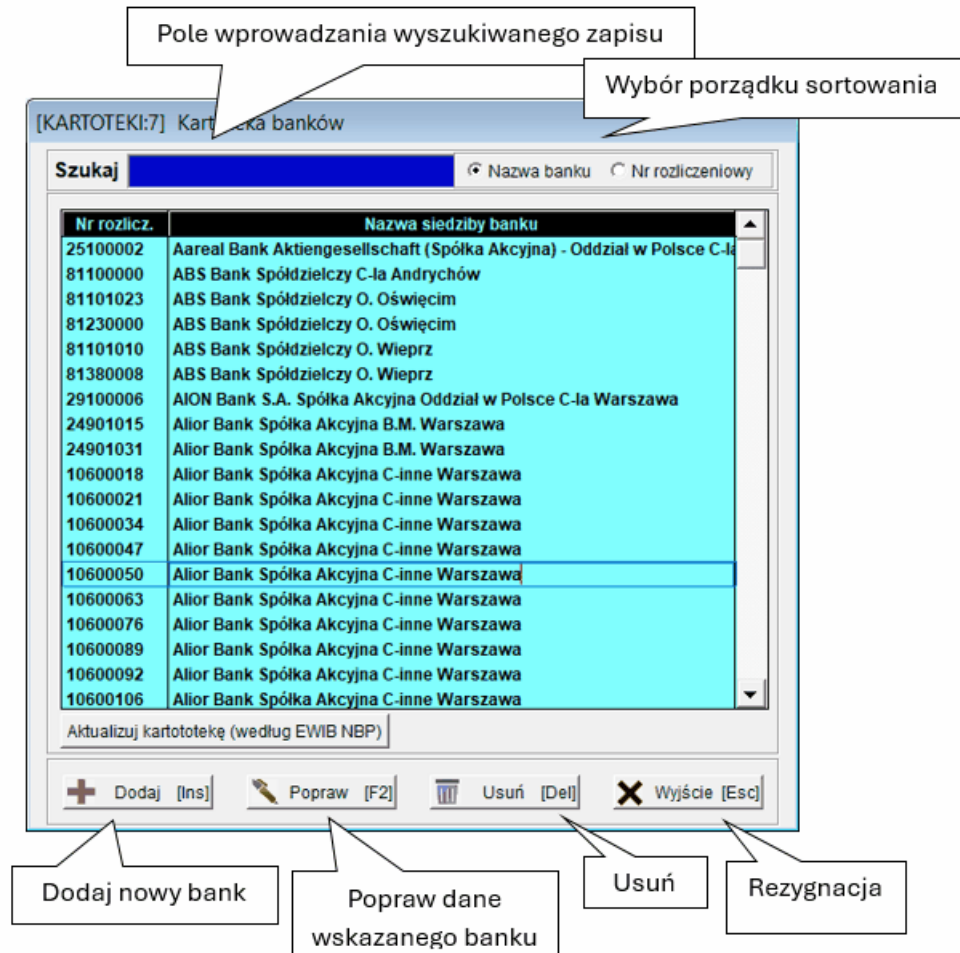 Pole wprowadzania wyszukiwanego zapisu
Wybór porządku sortowania
[KARTOTEKI:7] Kartoteka banków
Szukaj
Nazwa banku
Nr rozliczeniowy
Nr rozlicz. Nazwa siedziby banku
25100002 Aareal Bank Aktiengesellschaft (Spółka Akcyjna) - Oddział w Polsce C-la
81100000 ABS Bank Spółdzielczy C-la Andrychów
81101023 ABS Bank Spółdzielczy O. Oświęcim
81230000 ABS Bank Spółdzielczy O. Oświęcim
81101010 ABS Bank Spółdzielczy O. Wieprz
81380008 ABS Bank Spółdzielczy O. Wieprz
29100006 AION Bank S.A. Spółka Akcyjna Oddział w Polsce C-la Warszawa
24901015 Alior Bank Spółka Akcyjna B.M. Warszawa
24901031 Alior Bank Spółka Akcyjna B.M. Warszawa
10600018 Alior Bank Spółka Akcyjna C-inne Warszawa
10600021 Alior Bank Spółka Akcyjna C-inne Warszawa
10600034 Alior Bank Spółka Akcyjna C-inne Warszawa
10600047 Alior Bank Spółka Akcyjna C-inne Warszawa
10600050 Alior Bank Spółka Akcyjna C-inne Warszawa
10600063 Alior Bank Spółka Akcyjna C-inne Warszawa
10600076 Alior Bank Spółka Akcyjna C-inne Warszawa
10600089 Alior Bank Spółka Akcyjna C-inne Warszawa
10600092 Alior Bank Spółka Akcyjna C-inne Warszawa
10600106 Alior Bank Spółka Akcyjna C-inne Warszawa
Aktualizuj kartototekę (według EWIB NBP)
Dodaj [Ins]
Popraw [F2]
Usuń [Del]
Wyjście [Esc]
Dodaj nowy bank
Popraw dane
wskazanego banku
Usuń
Rezygnacja